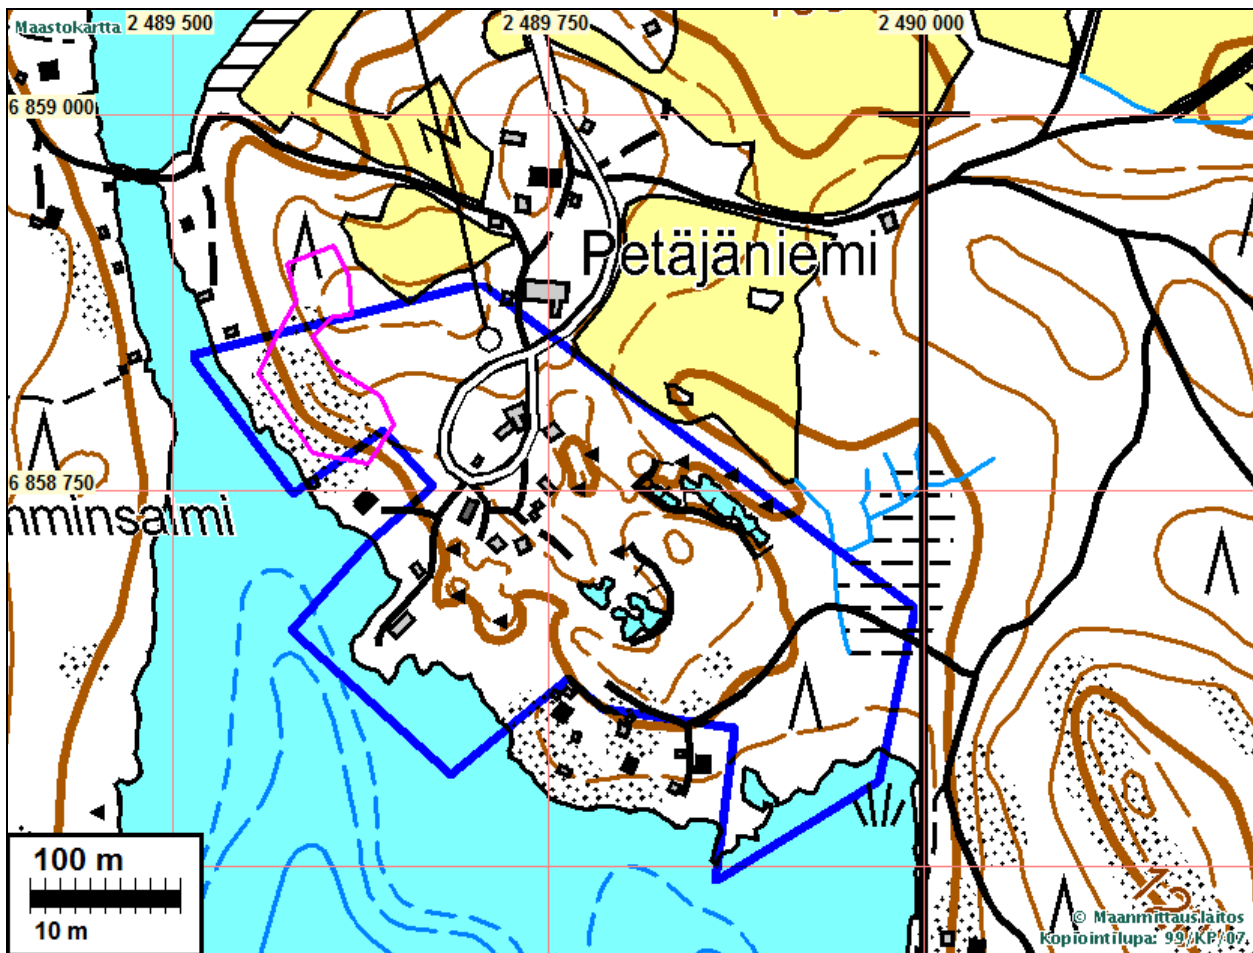 Maastokartta
2 489 500
2 489 750
2 490 000
6 859 000
Petäjäniemi
6 858 750
mminsalmi
100 m
10 m
© Maanmittauslaitos
Kopiointilupa: 99/KP/07